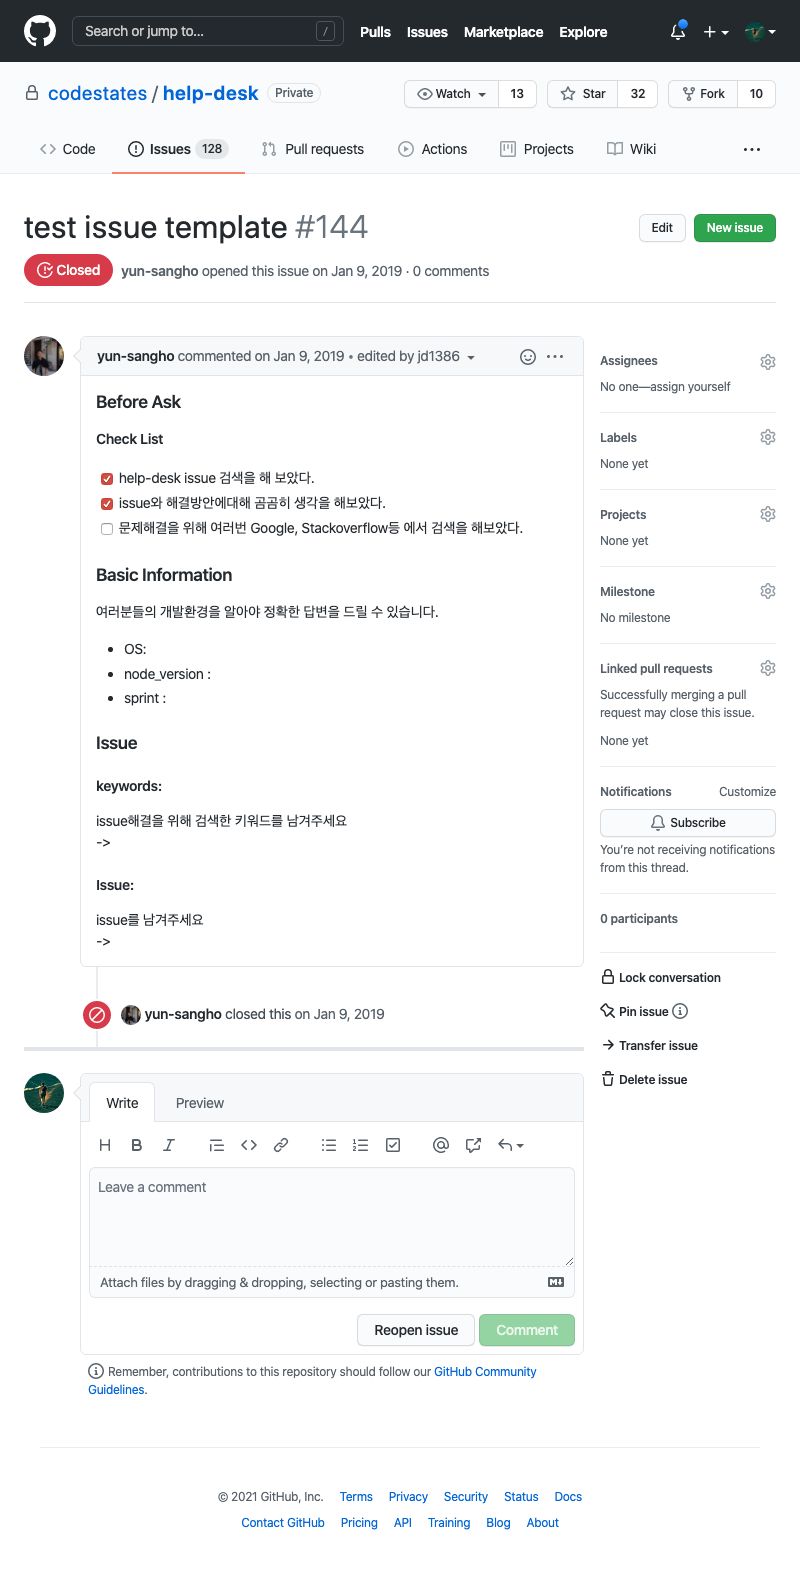 Search or jump to... /
Pulls Issues Marketplace Explore
codestates / help-desk Private
Watch 13 Star 32 Fork 10
Code Issues 128 Pull requests Actions Projects Wiki ...
test issue template #144
Edit New issue
Closed yun-sangho opened this issue on Jan 9, 2019 · 0 comments
yun-sangho commented on Jan 9, 2019 • edited by jd1386
Before Ask
Check List
help-desk issue 검색을 해 보았다.
issue와 해결방안에대해 곰곰히 생각을 해보았다.
문제해결을 위해 여러번 Google, Stackoverflow등 에서 검색을 해보았다.
Basic Information
여러분들의 개발환경을 알아야 정확한 답변을 드릴 수 있습니다.
• OS:
• node_version :
• sprint :
Issue
keywords:
issue해결을 위해 검색한 키워드를 남겨주세요
->
Issue:
issue를 남겨주세요
->
yun-sangho closed this on Jan 9, 2019
Assignees
No one—assign yourself
Labels
None yet
Projects
None yet
Milestone
No milestone
Linked pull requests
Successfully merging a pull
request may close this issue.
None yet
Notifications Customize
Subscribe
You're not receiving notifications
from this thread.
0 participants
Lock conversation
Pin issue
Transfer issue
Delete issue
Write Preview
H B I
Leave a comment
Attach files by dragging & dropping, selecting or pasting them.
Reopen issue Comment
Remember, contributions to this repository should follow our GitHub Community
Guidelines.
© 2021 GitHub, Inc. Terms Privacy Security Status Docs
Contact GitHub Pricing API Training Blog About